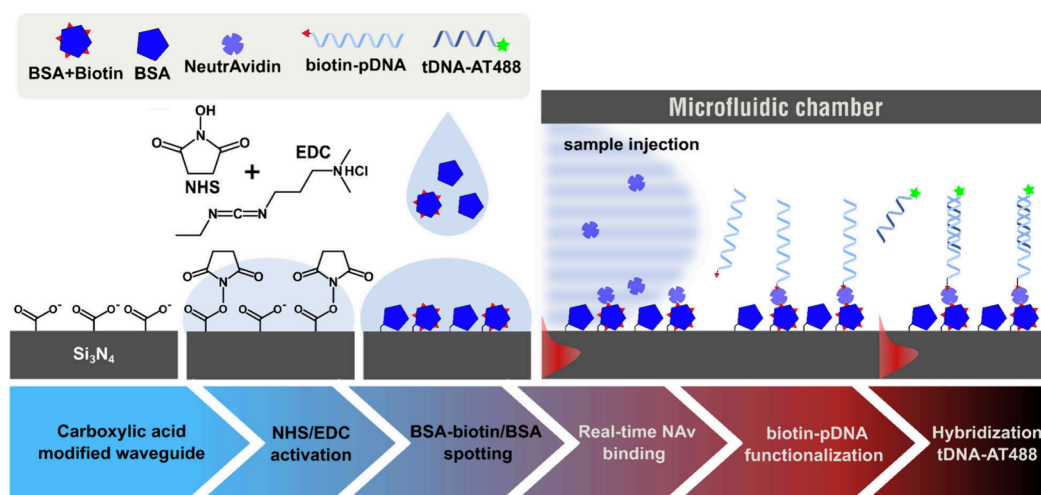 BSA+Biotin
BSA
NeutrAvidin
biotin-pDNA
tDNA-AT488
OH
N
O
O
NHS
+
EDC
N
HCl
N=C=N
Microfluidic chamber
sample injection
O
O
N
O
O
N
O
O⁻
O
O⁻
O
O⁻
O
O
O
O⁻
O
O
Si₃N₄
Carboxylic acid
modified waveguide
NHS/EDC
activation
BSA-biotin/BSA
spotting
Real-time NAv
binding
biotin-pDNA
functionalization
Hybridization
tDNA-AT488